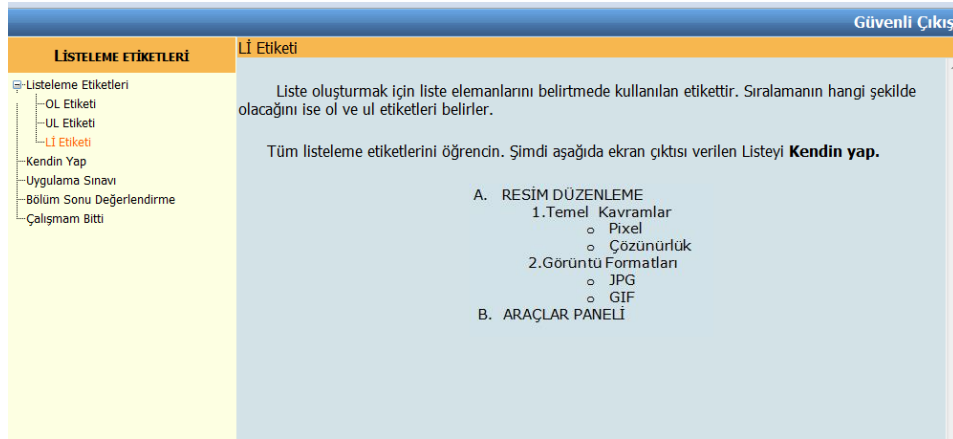 Güvenli Çıkış
LİSTELEME ETİKETLERİ
Listeleme Etiketleri
OL Etiketi
UL Etiketi
Lİ Etiketi
Kendin Yap
Uygulama Sınavı
Bölüm Sonu Değerlendirme
Çalışmam Bitti
Lİ Etiketi
Liste oluşturmak için liste elemanlarını belirtmede kullanılan etikettir. Sıralamanın hangi şekilde
olacağını ise ol ve ul etiketleri belirler.
Tüm listeleme etiketlerini öğrencin. Şimdi aşağıda ekran çıktısı verilen Listeyi Kendin yap.
A. RESİM DÜZENLEME
1.Temel Kavramlar
o Pixel
o Çözünürlük
2.Görüntü Formatları
o JPG
o GIF
B. ARAÇLAR PANELİ